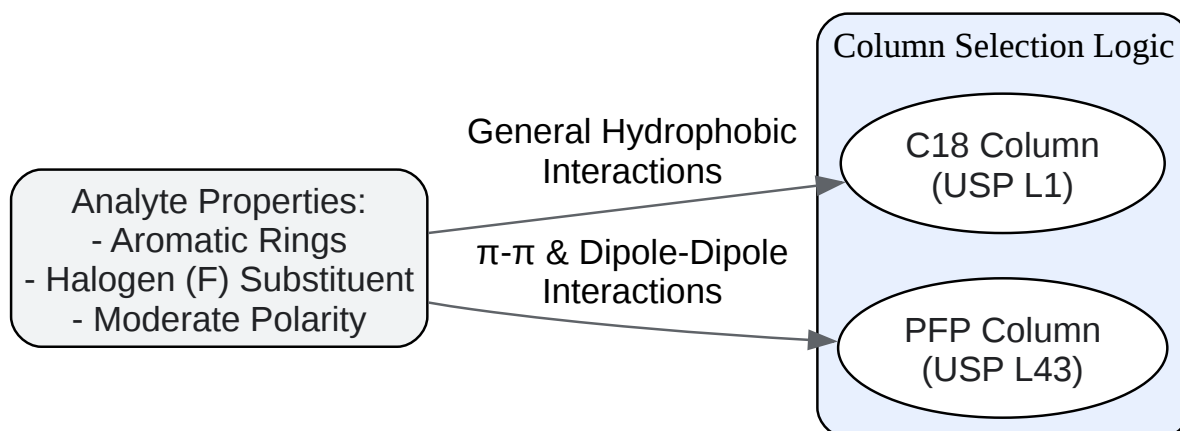 Column Selection Logic
General Hydrophobic
Interactions
C18 Column
(USP L1)
Analyte Properties:
- Aromatic Rings
- Halogen (F) Substituent
- Moderate Polarity
π-π & Dipole-Dipole
Interactions
PFP Column
(USP L43)